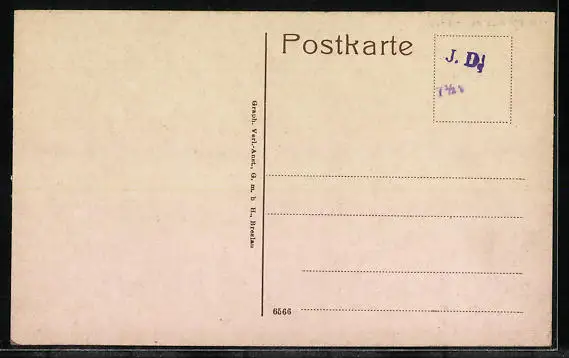 Postkarte
J. D.
Graph. Verl.-Anst., G. m. b H., Breslau
6566